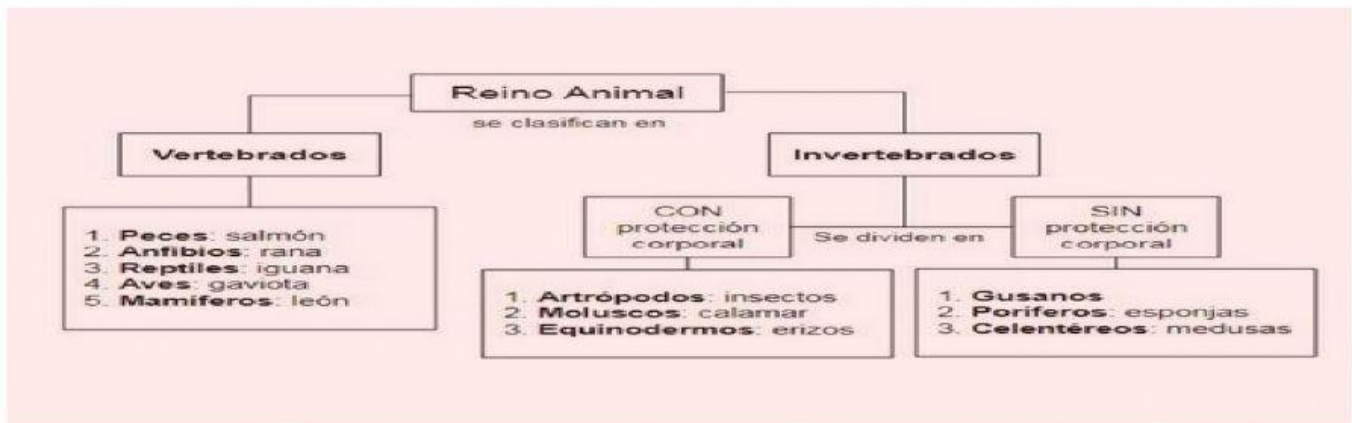 Reino Animal
se clasifican en
Vertebrados
Invertebrados
1. Peces: salmón
2. Anfibios: rana
3. Reptiles: iguana
4. Aves: gaviota
5. Mamíferos: león
CON
protección
corporal
Se dividen en
SIN
protección
corporal
1. Artrópodos: insectos
2. Moluscos: calamar
3. Equinodermos: erizos
1. Gusanos
2. Poríferos: esponjas
3. Celentéreos: medusas